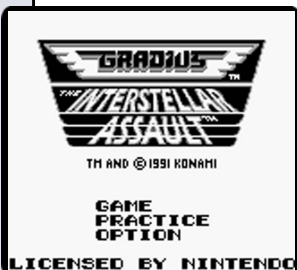 GRADIUS
TM
THE INTERSTELLAR
ASSAULT TM
TM AND © 1991 KONAMI
GAME
PRACTICE
OPTION
LICENSED BY NINTENDO